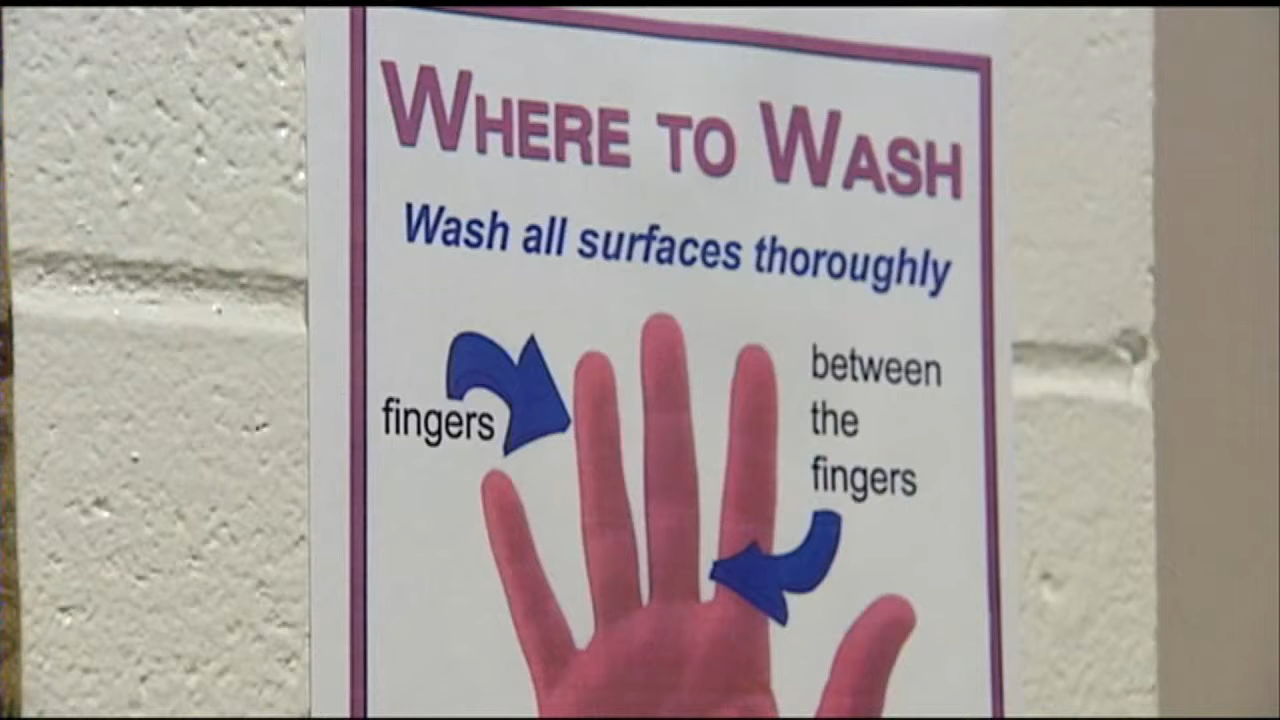 WHERE TO WASH
Wash all surfaces thoroughly
fingers
between
the
fingers